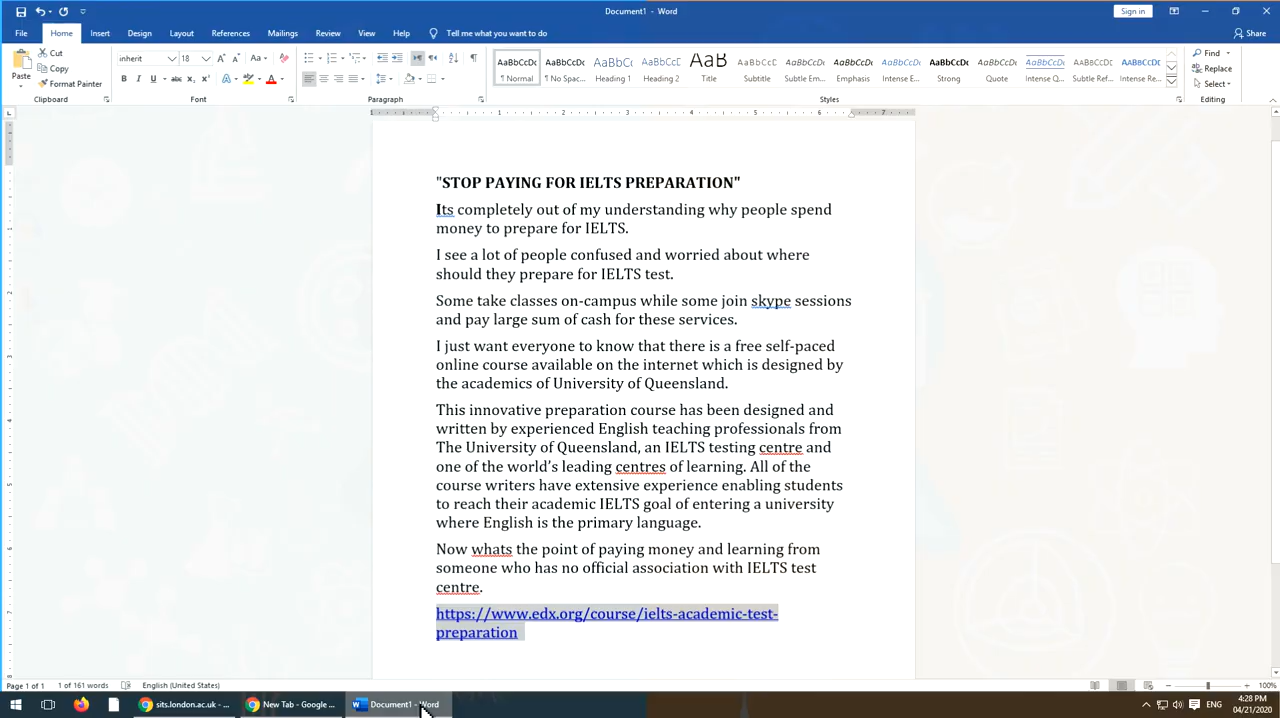 Document1 - Word
Sign in
File Home Insert Design Layout References Mailings Review View Help Tell me what you want to do
Share
Paste
Cut
Copy
Format Painter
Clipboard
inherit 18
Font
Paragraph
AaBbCcDc AaBbCcDc AaBbCc AaBbCcD AaB AaBbCcD AaBbCcDc AaBbCcDc AaBbCcDc AaBbCcDc AaBbCcDc AaBbCcDc AaBbCcDc AaBbCcDc
¶ Normal ¶ No Spac... Heading 1 Heading 2 Title Subtitle Subtle Em... Emphasis Intense E... Strong Quote Intense Q... Subtle Ref... Intense Re...
Styles
Find
Replace
Select
Editing
"STOP PAYING FOR IELTS PREPARATION"
Its completely out of my understanding why people spend
money to prepare for IELTS.
I see a lot of people confused and worried about where
should they prepare for IELTS test.
Some take classes on-campus while some join skype sessions
and pay large sum of cash for these services.
I just want everyone to know that there is a free self-paced
online course available on the internet which is designed by
the academics of University of Queensland.
This innovative preparation course has been designed and
written by experienced English teaching professionals from
The University of Queensland, an IELTS testing centre and
one of the world’s leading centres of learning. All of the
course writers have extensive experience enabling students
to reach their academic IELTS goal of entering a university
where English is the primary language.
Now whats the point of paying money and learning from
someone who has no official association with IELTS test
centre.
https://www.edx.org/course/ielts-academic-test-
preparation
Page 1 of 1 1 of 161 words English (United States) 100%
sits.london.ac.uk - ... New Tab - Google ... Document1 - Word
ENG
4:28 PM
04/21/2020